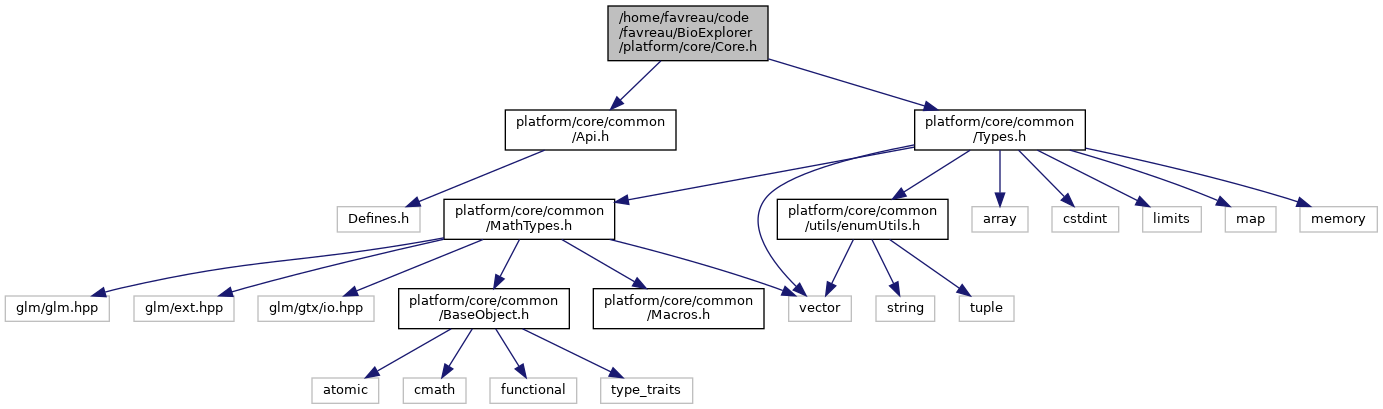 /home/favreau/code
/favreau/BioExplorer
/platform/core/Core.h
platform/core/common
/Api.h
platform/core/common
/Types.h
Defines.h
platform/core/common
/MathTypes.h
platform/core/common
/utils/enumUtils.h
array
cstdint
limits
map
memory
glm/glm.hpp
glm/ext.hpp
glm/gtx/io.hpp
platform/core/common
/BaseObject.h
platform/core/common
/Macros.h
vector
string
tuple
atomic
cmath
functional
type_traits